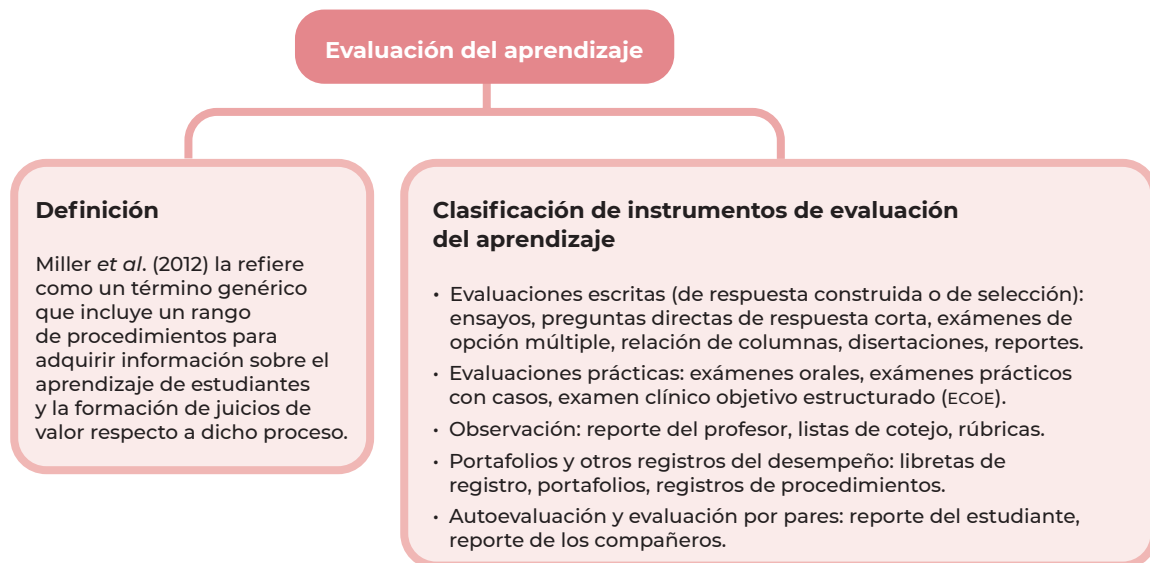 Evaluación del aprendizaje
Definición
Miller et al. (2012) la refiere
como un término genérico
que incluye un rango
de procedimientos para
adquirir información sobre el
aprendizaje de estudiantes
y la formación de juicios de
valor respecto a dicho proceso.
Clasificación de instrumentos de evaluación
del aprendizaje
• Evaluaciones escritas (de respuesta construida o de selección):
ensayos, preguntas directas de respuesta corta, exámenes de
opción múltiple, relación de columnas, disertaciones, reportes.
• Evaluaciones prácticas: exámenes orales, exámenes prácticos
con casos, examen clínico objetivo estructurado (ECOE).
• Observación: reporte del profesor, listas de cotejo, rúbricas.
• Portafolios y otros registros del desempeño: libretas de
registro, portafolios, registros de procedimientos.
• Autoevaluación y evaluación por pares: reporte del estudiante,
reporte de los compañeros.